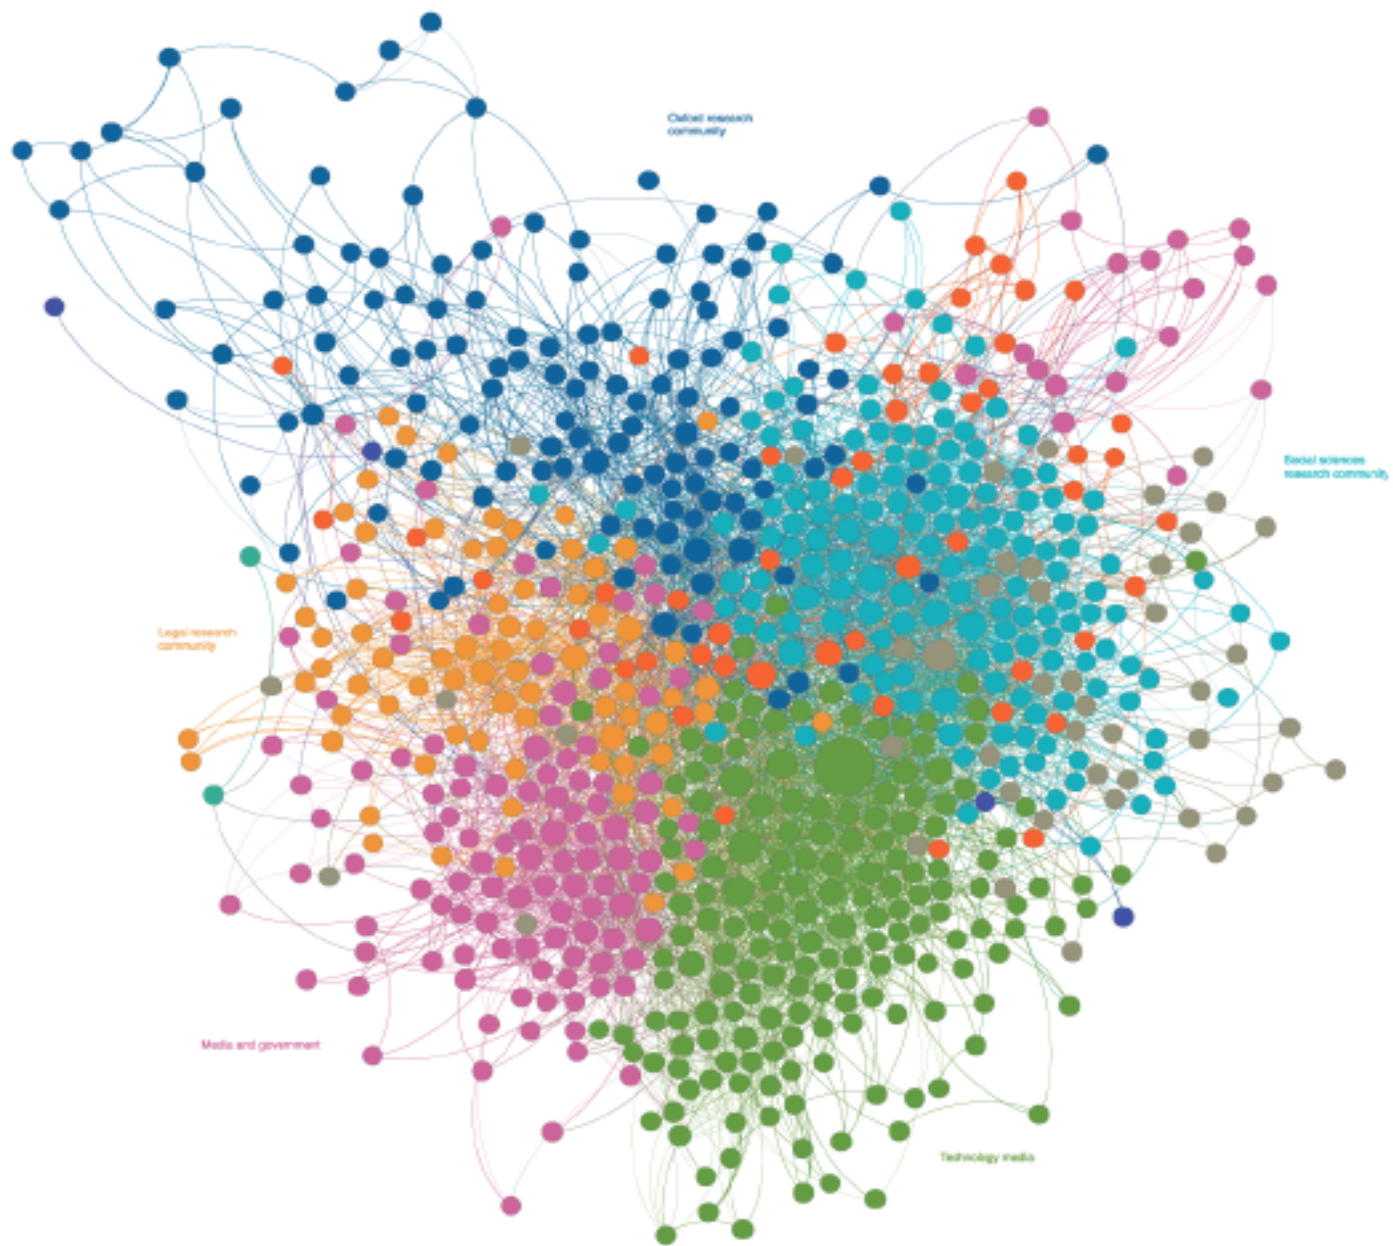 Oxford research
community
Social sciences
research community
Legal research
community
Media and government
Technology media